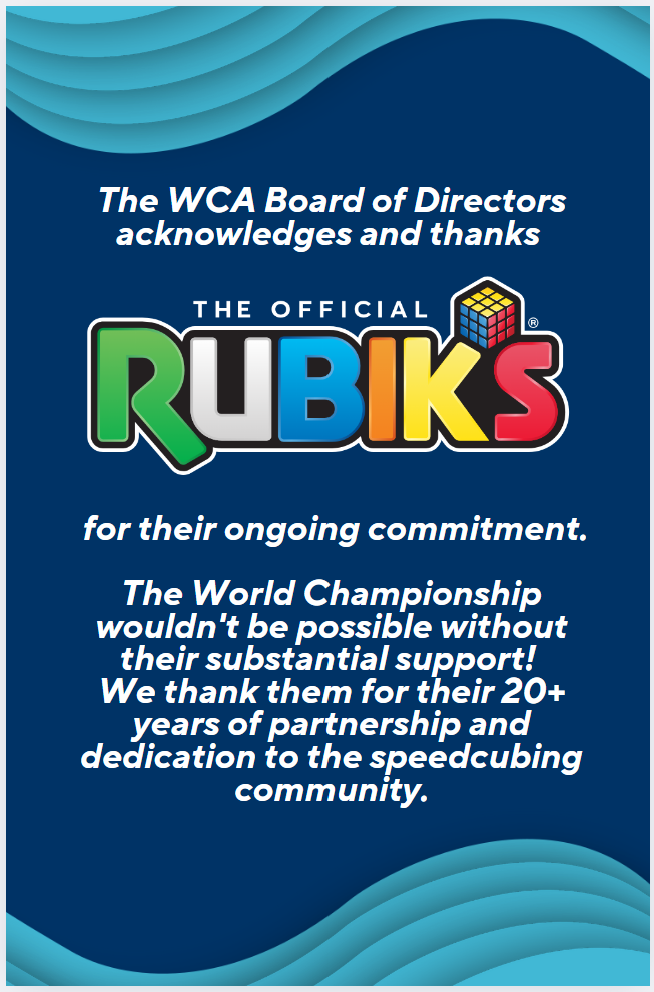 The WCA Board of Directors
acknowledges and thanks
THE OFFICIAL
RUBIKS
®
for their ongoing commitment.
The World Championship
wouldn't be possible without
their substantial support!
We thank them for their 20+
years of partnership and
dedication to the speedcubing
community.